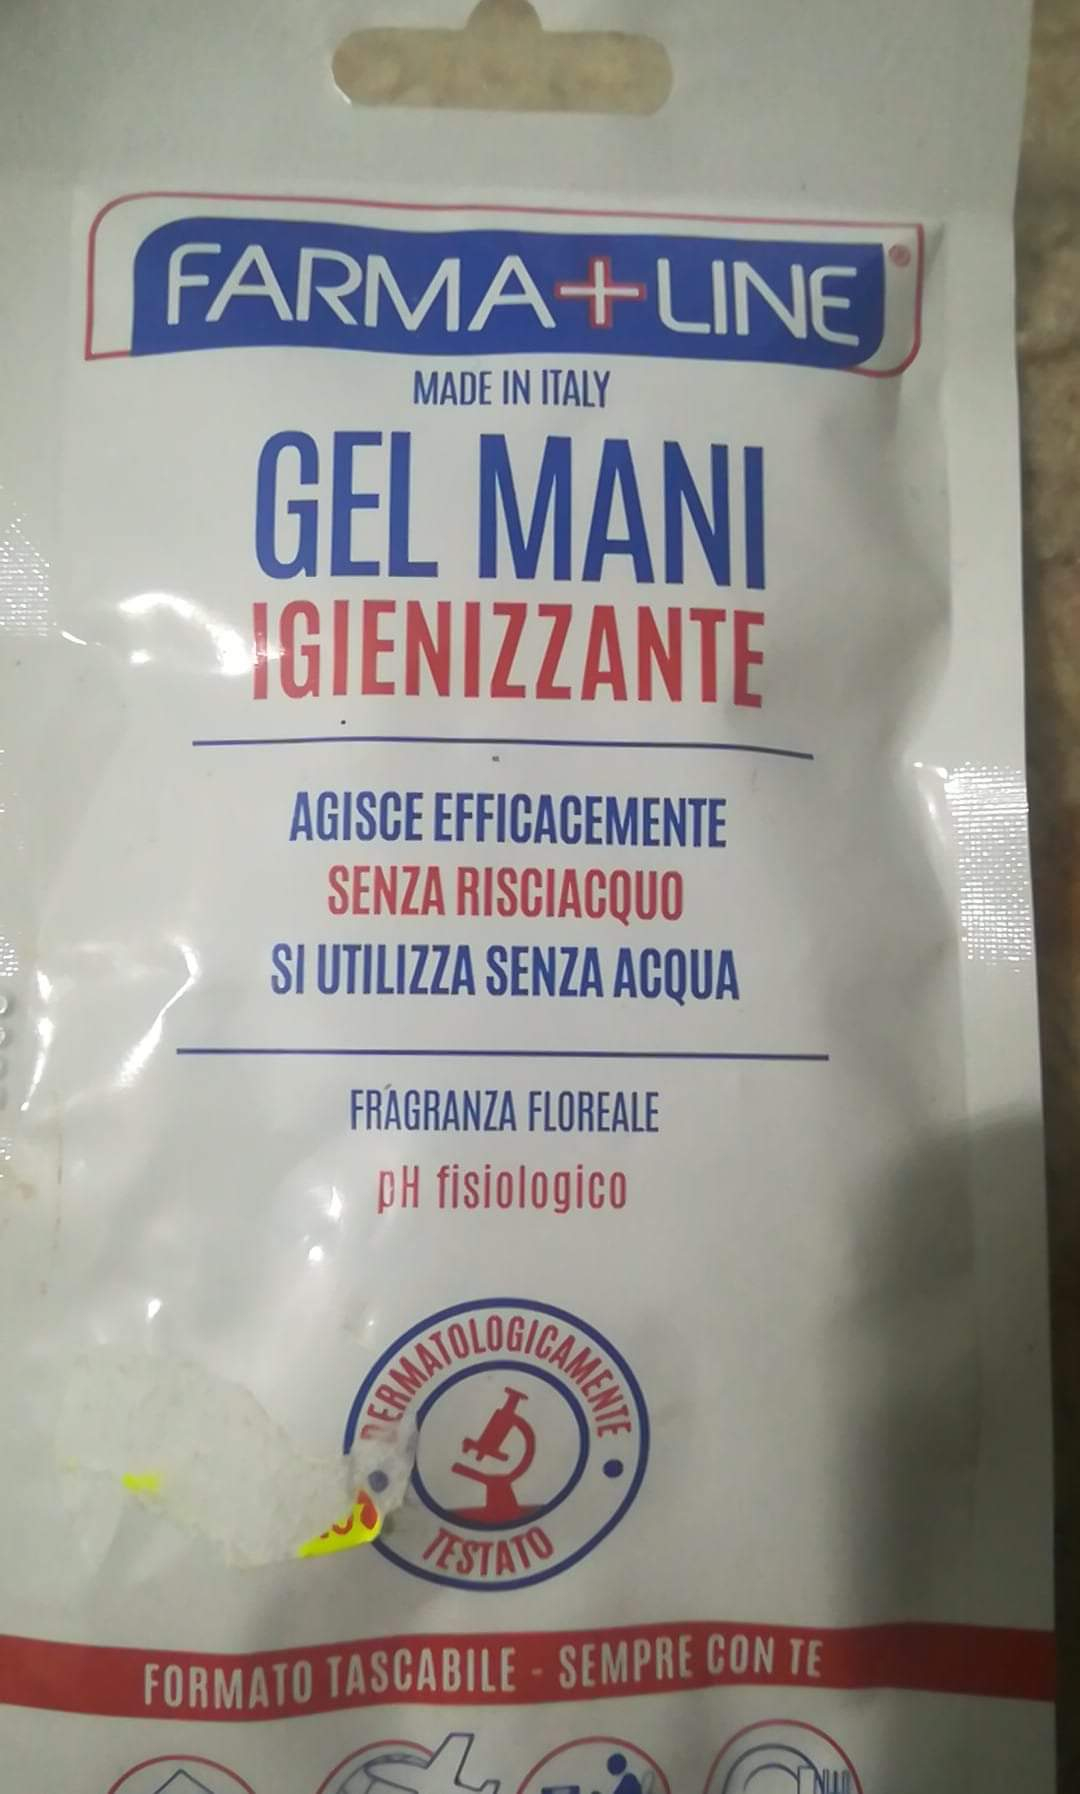 FARMA+LINE®
MADE IN ITALY
GEL MANI
IGIENIZZANTE
AGISCE EFFICACEMENTE
SENZA RISCIACQUO
SI UTILIZZA SENZA ACQUA
FRAGRANZA FLOREALE
pH fisiologico
DERMATOLOGICAMENTE
TESTATO
FORMATO TASCABILE - SEMPRE CON TE